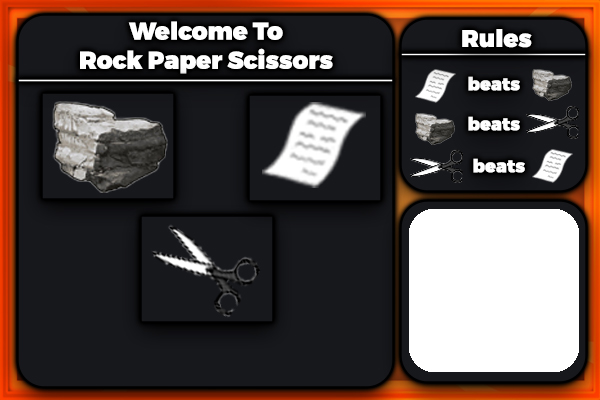 Welcome To
Rock Paper Scissors
Rules
beats
beats
beats